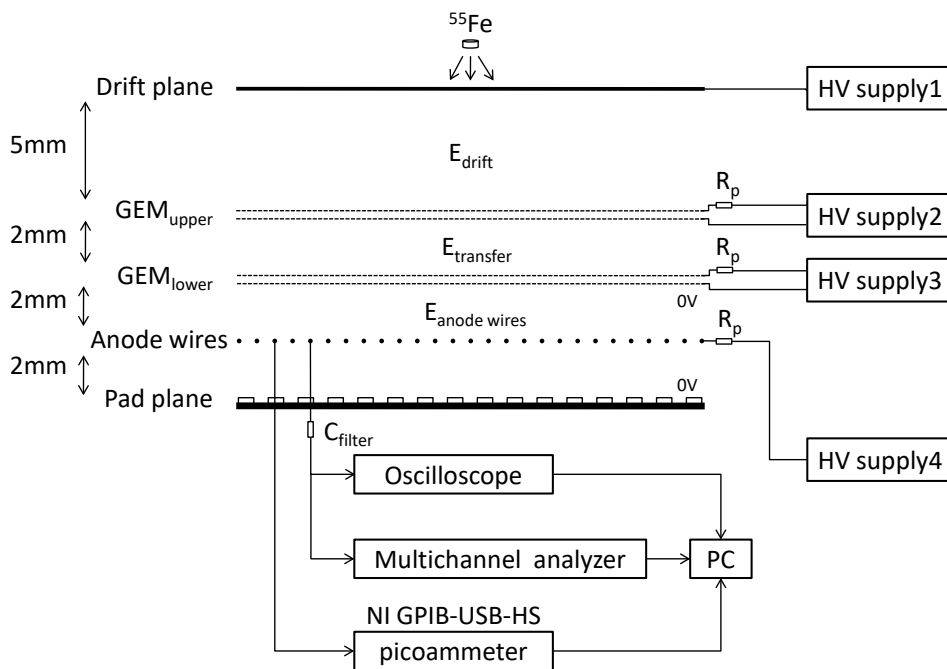 55Fe
Drift plane
HV supply1
5mm
Edrift
Rp
GEMupper
HV supply2
2mm
Etransfer
Rp
GEMlower
HV supply3
0V
2mm
Eanode wires
Rp
Anode wires
2mm
0V
Pad plane
Cfilter
HV supply4
Oscilloscope
Multichannel analyzer
PC
NI GPIB-USB-HS
picoammeter